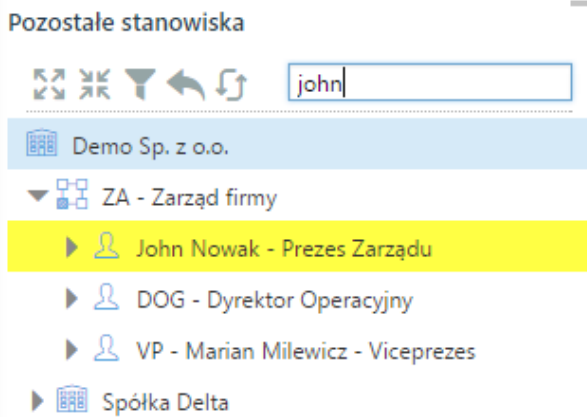 Pozostałe stanowiska
john
Demo Sp. z o.o.
ZA - Zarząd firmy
John Nowak - Prezes Zarządu
DOG - Dyrektor Operacyjny
VP - Marian Milewicz - Viceprezes
Spółka Delta